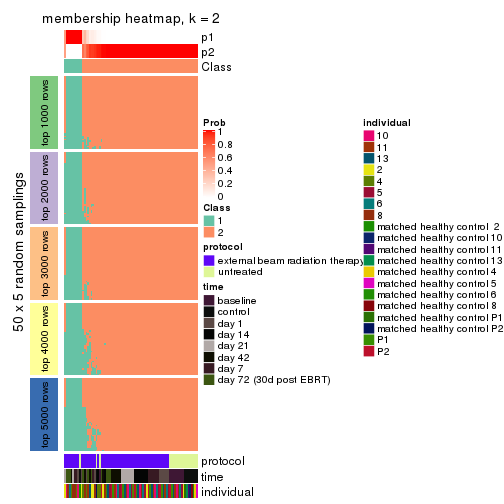 membership heatmap, k = 2
p1
p2
Class
50 x 5 random samplings
top 1000 rows
top 2000 rows
top 3000 rows
top 4000 rows
top 5000 rows
protocol
time
individual
Prob
1
0.8
0.6
0.4
0.2
0
Class
1
2
protocol
external beam radiation therapy
untreated
time
baseline
control
day 1
day 14
day 21
day 42
day 7
day 72 (30d post EBRT)
individual
10
11
13
2
4
5
6
8
matched healthy control  2
matched healthy control 10
matched healthy control 11
matched healthy control 13
matched healthy control 4
matched healthy control 5
matched healthy control 6
matched healthy control 8
matched healthy control P1
matched healthy control P2
P1
P2